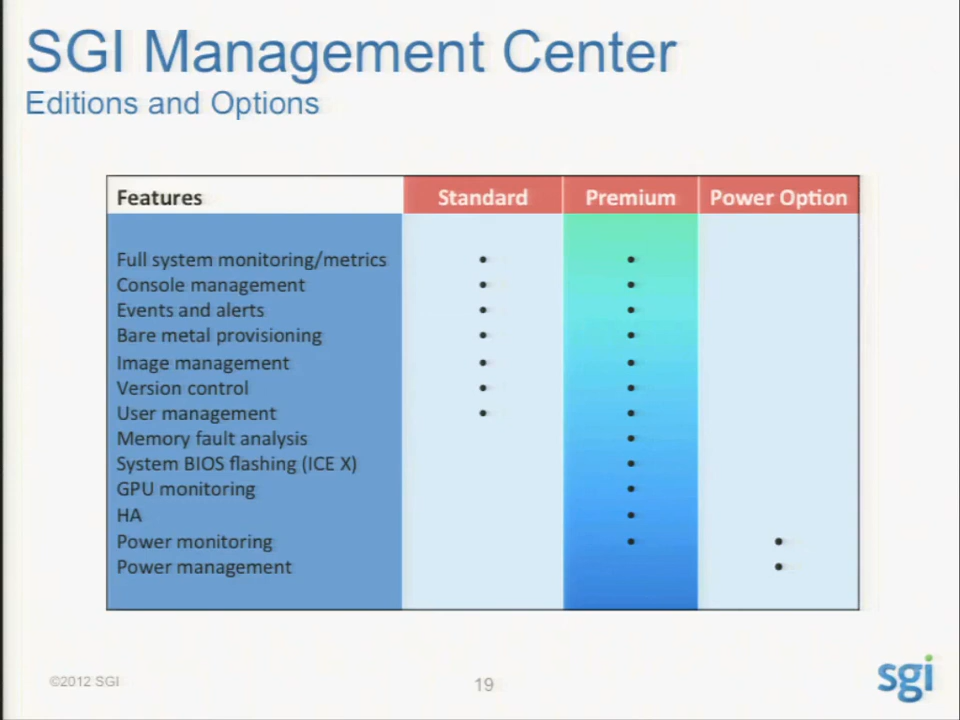 SGI Management Center
Editions and Options
Features Standard Premium Power Option
Full system monitoring/metrics • •
Console management • •
Events and alerts • •
Bare metal provisioning • •
Image management • •
Version control • •
User management • •
Memory fault analysis •
System BIOS flashing (ICE X) •
GPU monitoring •
HA •
Power monitoring • •
Power management •
©2012 SGI
19
sgi